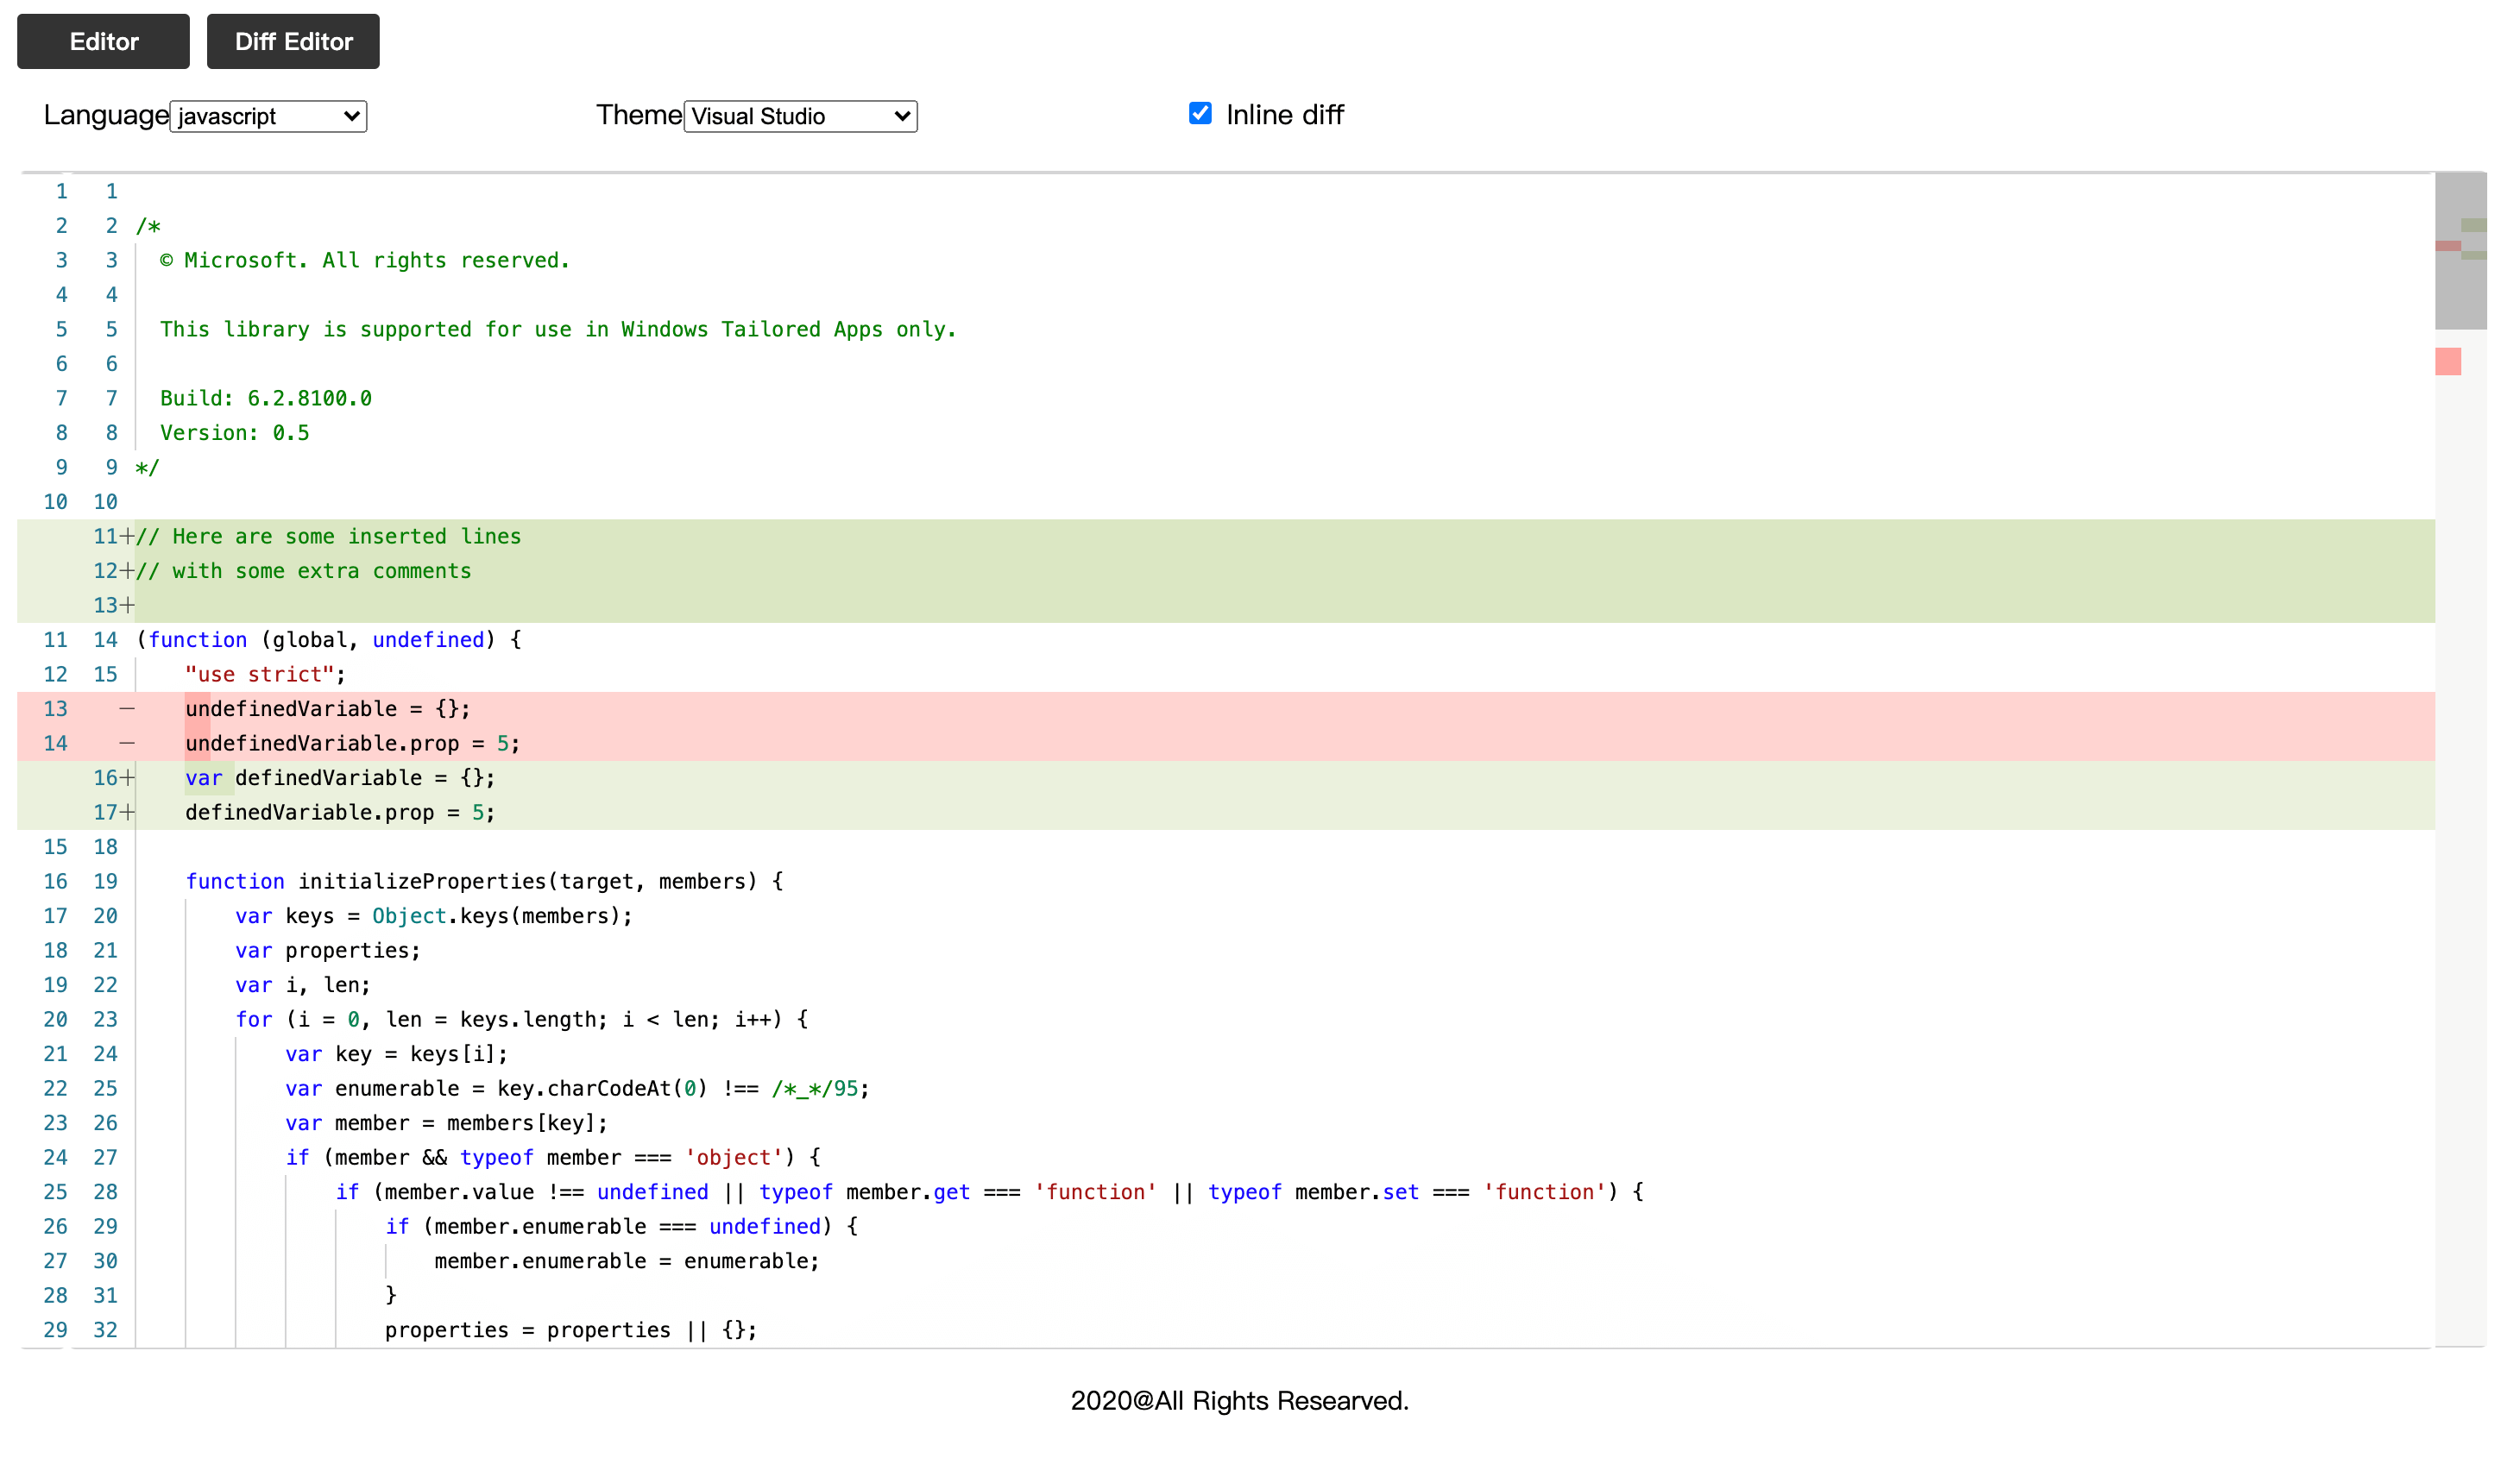 Editor Diff Editor
Language javascript Theme Visual Studio Inline diff
1 1
2 2 /*
3 3 © Microsoft. All rights reserved.
4 4
5 5 This library is supported for use in Windows Tailored Apps only.
6 6
7 7 Build: 6.2.8100.0
8 8 Version: 0.5
9 9 */
10 10
11+// Here are some inserted lines
12+// with some extra comments
13+
11 14 (function (global, undefined) {
12 15 "use strict";
13 − undefinedVariable = {};
14 − undefinedVariable.prop = 5;
16+ var definedVariable = {};
17+ definedVariable.prop = 5;
15 18
16 19 function initializeProperties(target, members) {
17 20 var keys = Object.keys(members);
18 21 var properties;
19 22 var i, len;
20 23 for (i = 0, len = keys.length; i < len; i++) {
21 24 var key = keys[i];
22 25 var enumerable = key.charCodeAt(0) !== /*_*/95;
23 26 var member = members[key];
24 27 if (member && typeof member === 'object') {
25 28 if (member.value !== undefined || typeof member.get === 'function' || typeof member.set === 'function') {
26 29 if (member.enumerable === undefined) {
27 30 member.enumerable = enumerable;
28 31 }
29 32 properties = properties || {};
2020@All Rights Researved.